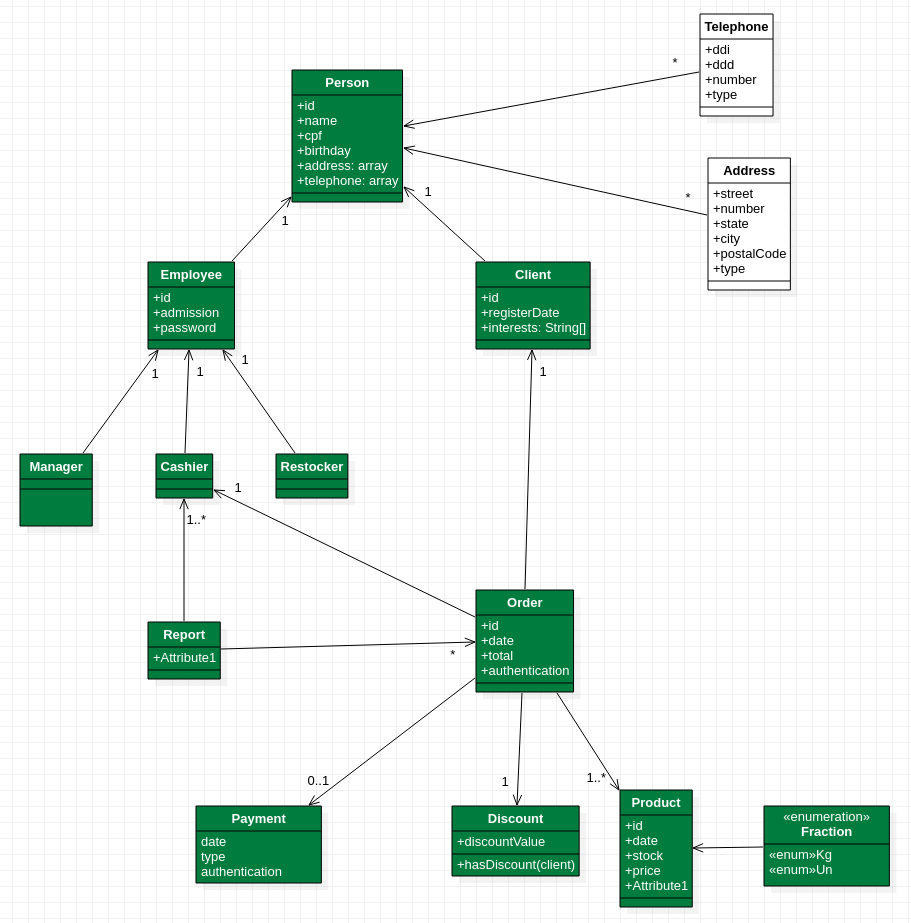 Telephone
+ddi
+ddd
+number
+type
*
Person
+id
+name
+cpf
+birthday
+address: array
+telephone: array
Address
+street
+number
+state
+city
+postalCode
+type
*
1
1
Employee
+id
+admission
+password
Client
+id
+registerDate
+interests: String[]
1
1
1
1
Manager
Cashier
Restocker
1
1..*
Order
+id
+date
+total
+authentication
Report
+Attribute1
*
0..1
1
1..*
Payment
date
type
authentication
Discount
+discountValue
+hasDiscount(client)
Product
+id
+date
+stock
+price
+Attribute1
«enumeration»
Fraction
«enum»Kg
«enum»Un